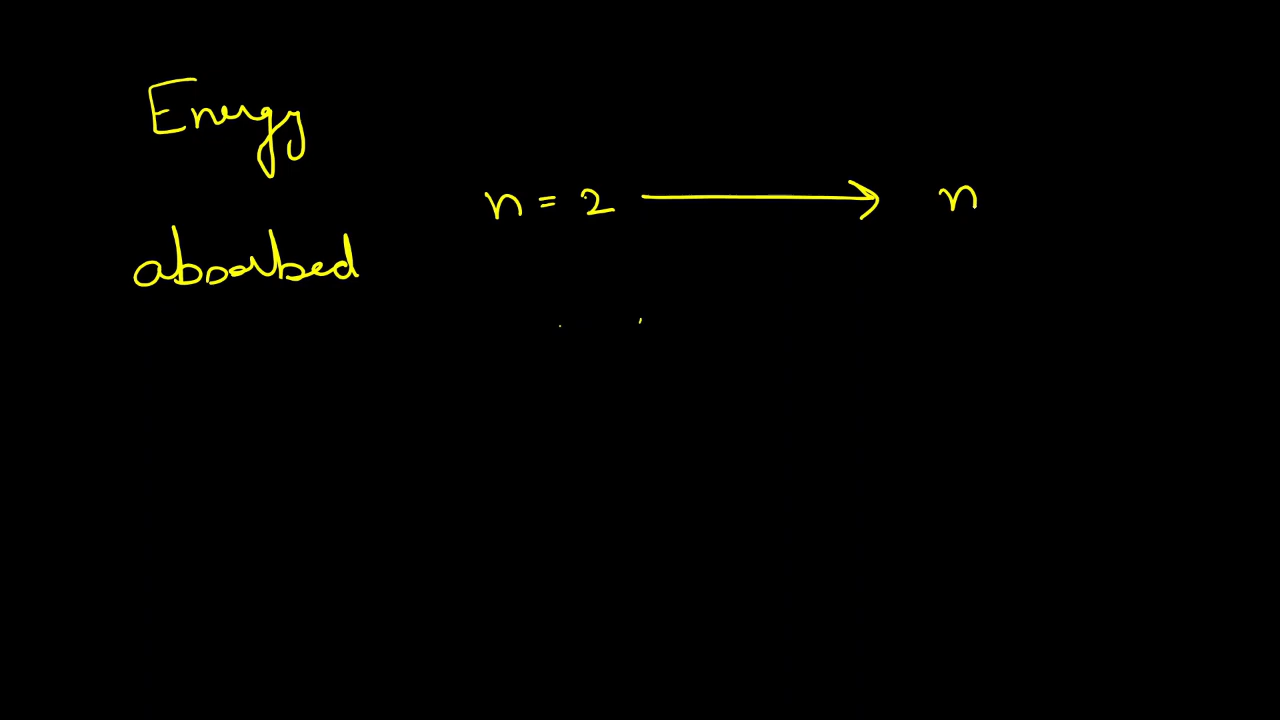 Energy
n = 2 ⟶ n
absorbed